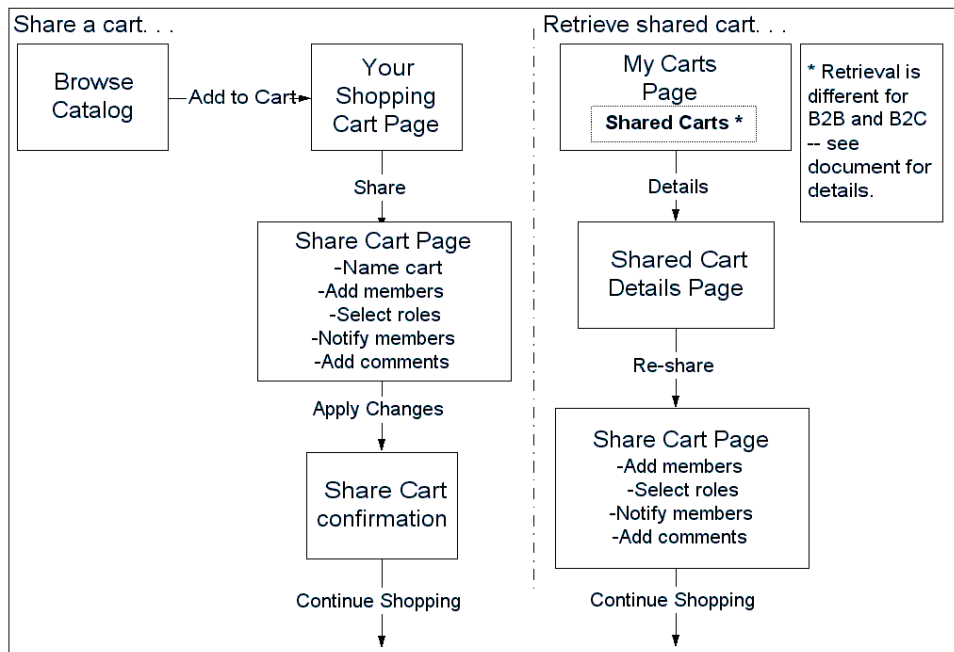 Share a cart. . .
Browse
Catalog
Add to Cart
Your
Shopping
Cart Page
Share
Share Cart Page
-Name cart
-Add members
-Select roles
-Notify members
-Add comments
Apply Changes
Share Cart
confirmation
Continue Shopping
Retrieve shared cart. . .
My Carts
Page
Shared Carts *
* Retrieval is
different for
B2B and B2C
-- see
document for
details.
Details
Shared Cart
Details Page
Re-share
Share Cart Page
-Add members
-Select roles
-Notify members
-Add comments
Continue Shopping